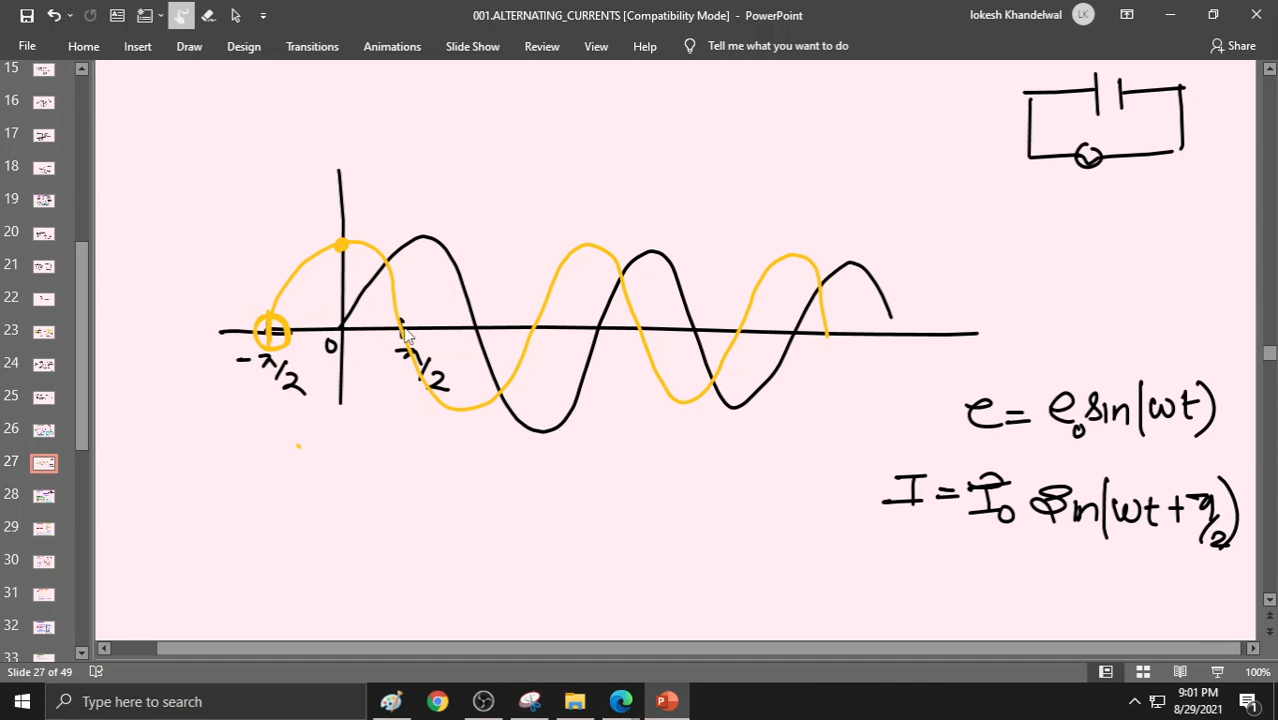 001.ALTERNATING_CURRENTS [Compatibility Mode] - PowerPoint
lokesh Khandelwal
LK
File Home Insert Draw Design Transitions Animations Slide Show Review View Help Tell me what you want to do
Share
15
16
17
18
19
20
21
22
23
24
25
26
27
28
29
30
31
32
33
0
-π/2
π/2
e = e₀ sin(ωt)
I = I₀ Sin(ωt + π/2)
Slide 27 of 49
100%
Type here to search
9:01 PM
8/29/2021
1